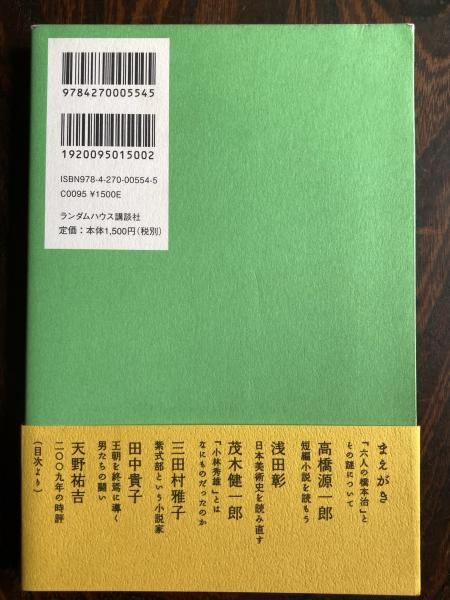 9784270005545
1920095015002
ISBN978-4-270-00554-5
C0095 ¥1500E
ランダムハウス講談社
定価：本体1,500円（税別）
まえがき
「六人の橋本治」と
その謎について
高橋源一郎
短編小説を読もう
浅田彰
日本美術史を読み直す
茂木健一郎
「小林秀雄」とは
なにものだったのか
三田村雅子
紫式部という小説家
田中貴子
王朝を終焉に導く
男たちの闘い
天野祐吉
二〇〇九年の時評
（目次より）